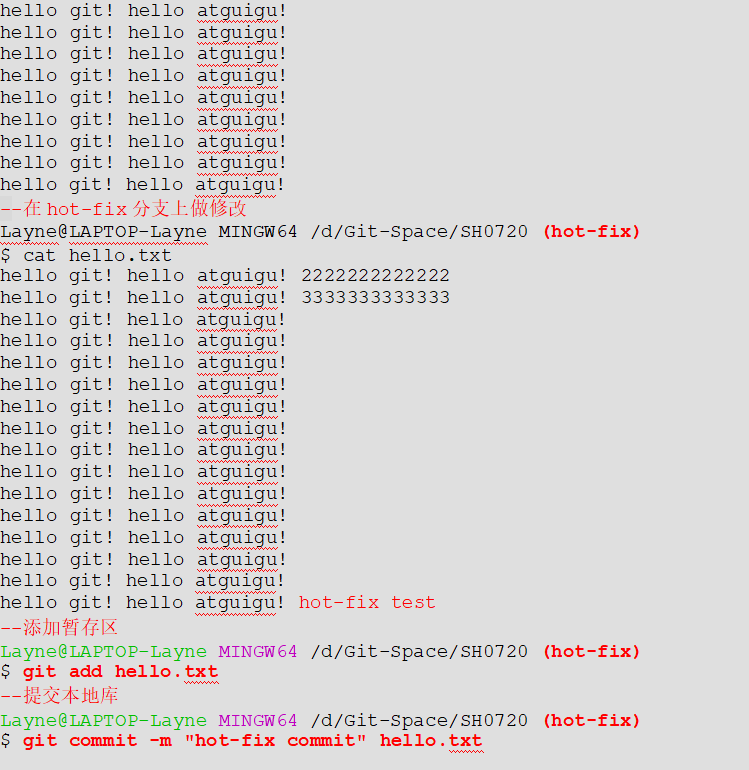 hello git! hello atguigu!
hello git! hello atguigu!
hello git! hello atguigu!
hello git! hello atguigu!
hello git! hello atguigu!
hello git! hello atguigu!
hello git! hello atguigu!
hello git! hello atguigu!
hello git! hello atguigu!
--在 hot-fix 分支上做修改
Layne@LAPTOP-Layne MINGW64 /d/Git-Space/SH0720 (hot-fix)
$ cat hello.txt
hello git! hello atguigu! 2222222222222
hello git! hello atguigu! 3333333333333
hello git! hello atguigu!
hello git! hello atguigu!
hello git! hello atguigu!
hello git! hello atguigu!
hello git! hello atguigu!
hello git! hello atguigu!
hello git! hello atguigu!
hello git! hello atguigu!
hello git! hello atguigu!
hello git! hello atguigu!
hello git! hello atguigu!
hello git! hello atguigu!
hello git! hello atguigu!
hello git! hello atguigu! hot-fix test
--添加暂存区
Layne@LAPTOP-Layne MINGW64 /d/Git-Space/SH0720 (hot-fix)
$ git add hello.txt
--提交本地库
Layne@LAPTOP-Layne MINGW64 /d/Git-Space/SH0720 (hot-fix)
$ git commit -m "hot-fix commit" hello.txt